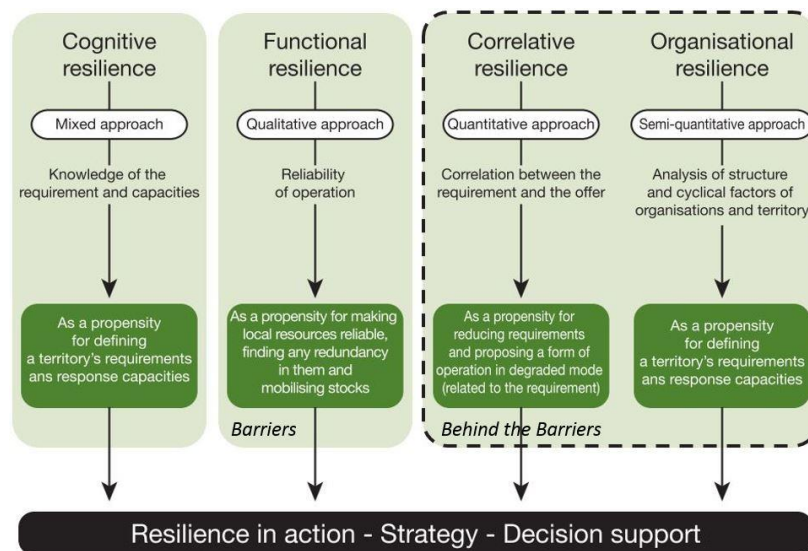 Cognitive
resilience
Mixed approach
Knowledge of the
requirement and capacities
As a propensity
for defining
a territory's requirements
ans response capacities
Functional
resilience
Qualitative approach
Reliability
of operation
As a propensity for making
local resources reliable,
finding any redundancy
in them and
mobilising stocks
Barriers
Correlative
resilience
Quantitative approach
Correlation between the
requirement and the offer
As a propensity for
reducing requirements
and proposing a form of
operation in degraded mode
(related to the requirement)
Behind the Barriers
Organisational
resilience
Semi-quantitative approach
Analysis of structure
and cyclical factors of
organisations and territory
As a propensity
for defining
a territory's requirements
ans response capacities
Resilience in action - Strategy - Decision support